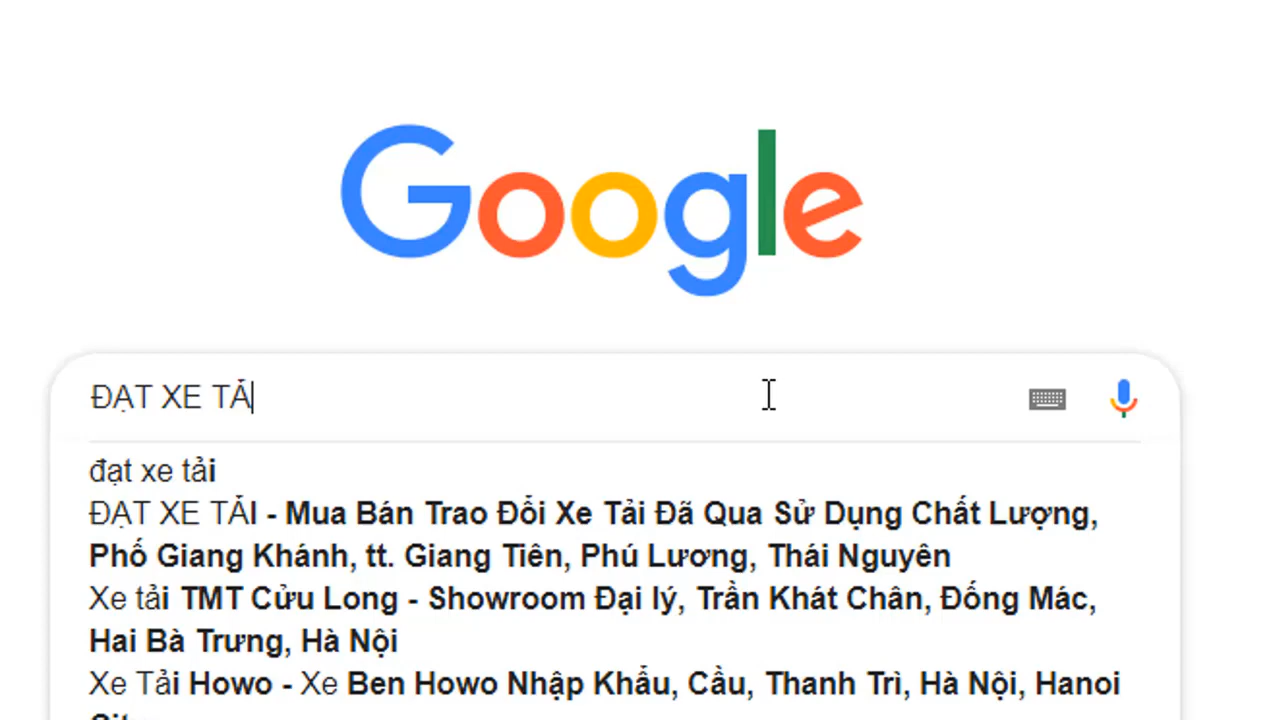 Google
ĐẠT XE TẢ
đạt xe tải
ĐẠT XE TẢI - Mua Bán Trao Đổi Xe Tải Đã Qua Sử Dụng Chất Lượng,
Phố Giang Khánh, tt. Giang Tiên, Phú Lương, Thái Nguyên
Xe tải TMT Cửu Long - Showroom Đại lý, Trần Khát Chân, Đống Mác,
Hai Bà Trưng, Hà Nội
Xe Tải Howo - Xe Ben Howo Nhập Khẩu, Cầu, Thanh Trì, Hà Nội, Hanoi